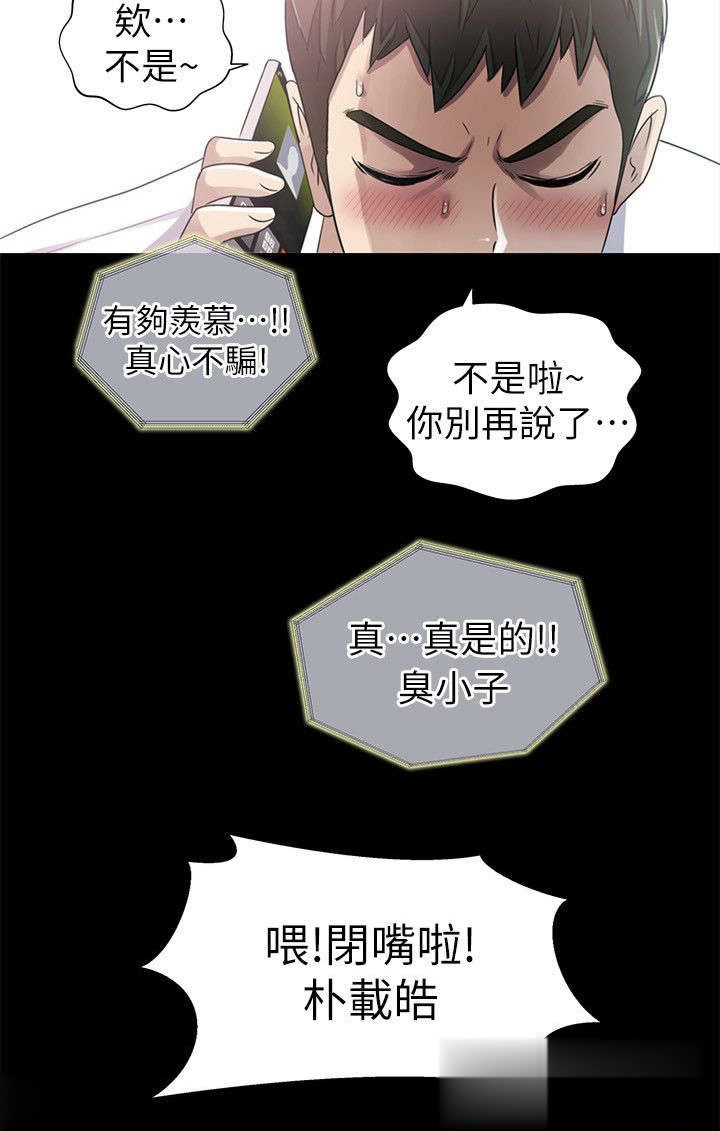 欸…
不是~
有夠羨慕…!!
真心不騙!
不是啦~
你別再說了…
真…真是的!!
臭小子
喂!閉嘴啦!
朴載皓